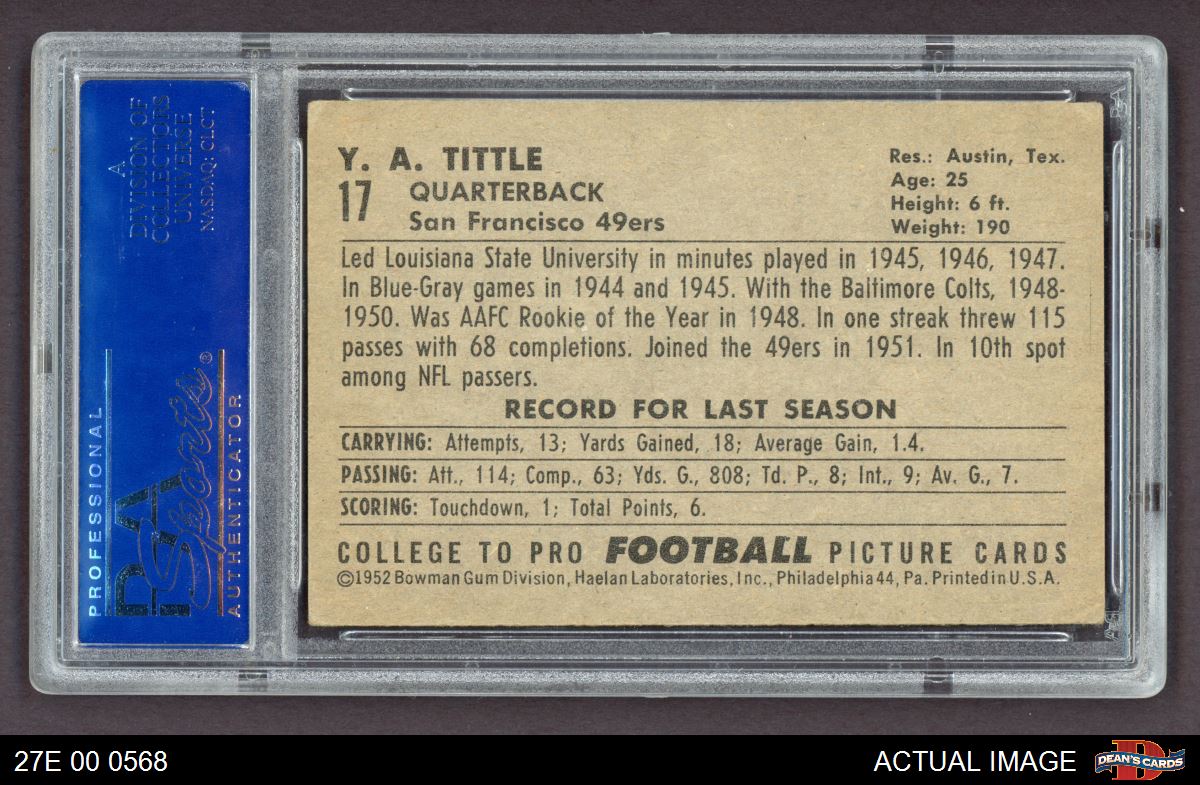 A
DIVISION OF
COLLECTORS
UNIVERSE
NASDAQ: CLCT
PROFESSIONAL
PSA
Sports®
AUTHENTICATOR
Y. A. TITTLE
17 QUARTERBACK
San Francisco 49ers
Res.: Austin, Tex.
Age: 25
Height: 6 ft.
Weight: 190
Led Louisiana State University in minutes played in 1945, 1946, 1947.
In Blue-Gray games in 1944 and 1945. With the Baltimore Colts, 1948-
1950. Was AAFC Rookie of the Year in 1948. In one streak threw 115
passes with 68 completions. Joined the 49ers in 1951. In 10th spot
among NFL passers.
RECORD FOR LAST SEASON
CARRYING: Attempts, 13; Yards Gained, 18; Average Gain, 1.4.
PASSING: Att., 114; Comp., 63; Yds. G., 808; Td. P., 8; Int., 9; Av. G., 7.
SCORING: Touchdown, 1; Total Points, 6.
COLLEGE TO PRO FOOTBALL PICTURE CARDS
©1952 Bowman Gum Division, Haelan Laboratories, Inc., Philadelphia 44, Pa. Printed in U.S.A.
27E 00 0568
ACTUAL IMAGE
D
DEAN'S CARDS